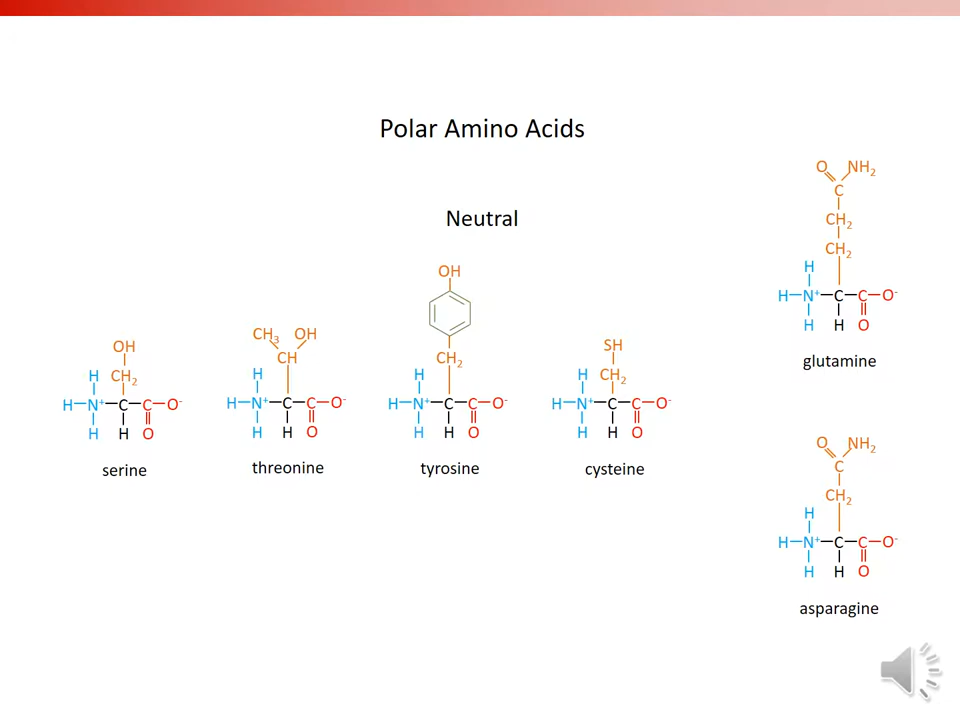 Polar Amino Acids
Neutral
OH
CH₂
H
H–N⁺–C–C–O⁻
H H O
serine
CH₃ OH
CH
H
H–N⁺–C–C–O⁻
H H O
threonine
OH
CH₂
H
H–N⁺–C–C–O⁻
H H O
tyrosine
SH
H CH₂
H–N⁺–C–C–O⁻
H H O
cysteine
O NH₂
C
CH₂
CH₂
H
H–N⁺–C–C–O⁻
H H O
glutamine
O NH₂
C
CH₂
H
H–N⁺–C–C–O⁻
H H O
asparagine